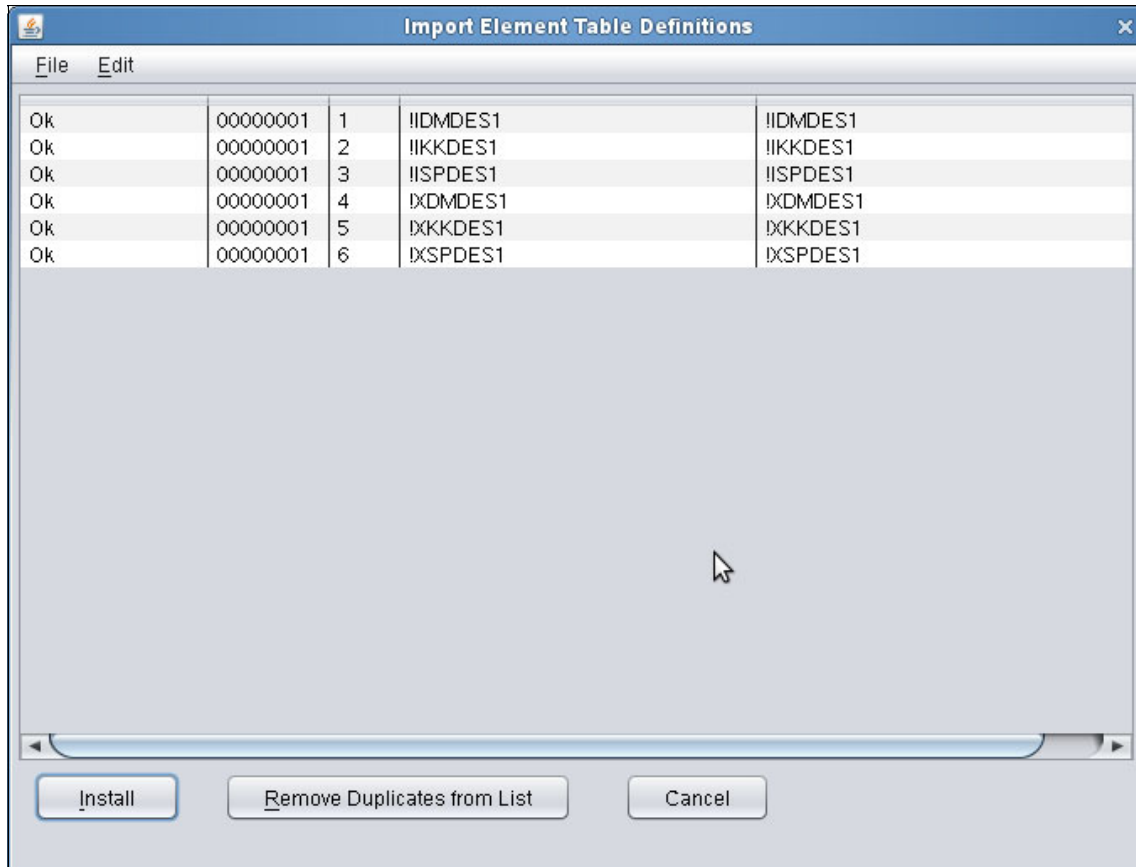 Import Element Table Definitions
File Edit
Ok 00000001 1 !IDMDES1 !IDMDES1
Ok 00000001 2 !IKKDES1 !IKKDES1
Ok 00000001 3 !ISPDES1 !ISPDES1
Ok 00000001 4 !XDMDES1 !XDMDES1
Ok 00000001 5 !XKKDES1 !XKKDES1
Ok 00000001 6 !XSPDES1 !XSPDES1
Install Remove Duplicates from List Cancel